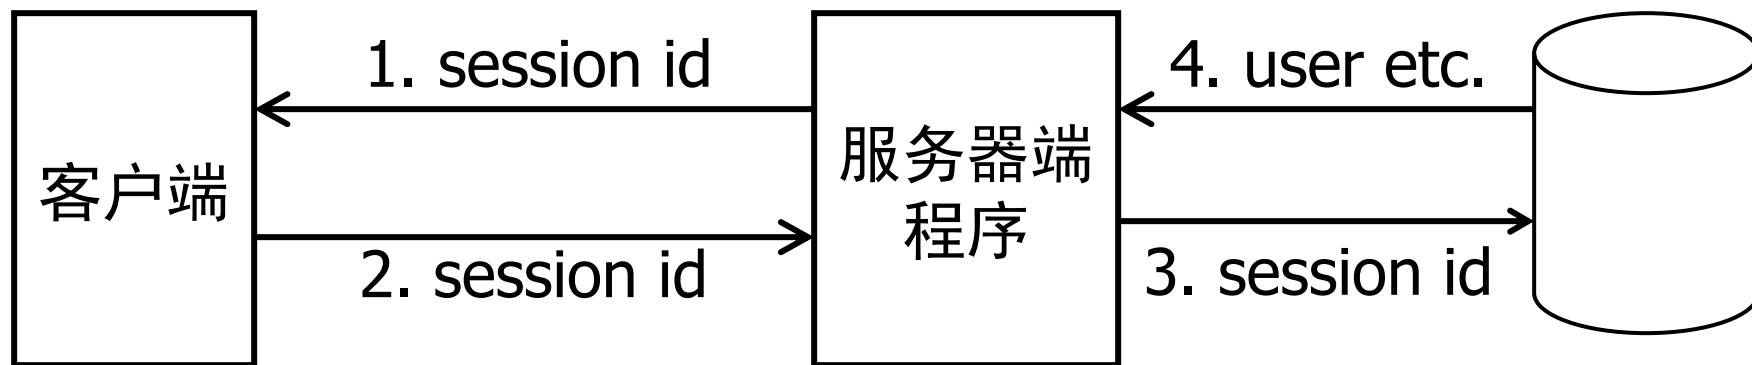 1. session id
4. user etc.
客户端
服务器端
程序
2. session id
3. session id